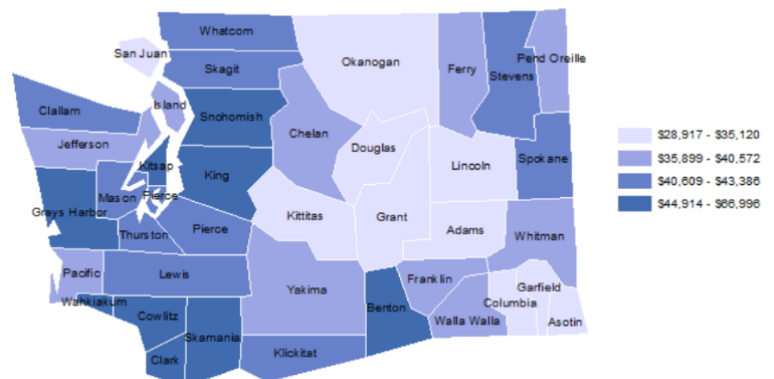 Whatcom
San Juan
Skagit
Okanogan
Ferry
Stevens
Pend Oreille
Clallam
Island
Snohomish
Chelan
Douglas
Jefferson
Kitsap
King
Lincoln
Spokane
Grays Harbor
Mason
Pierce
Kittitas
Grant
Adams
Thurston
Pierce
Whitman
Pacific
Lewis
Yakima
Franklin
Garfield
Columbia
Wahkiakum
Cowlitz
Skamania
Benton
Walla Walla
Asotin
Clark
Klickitat
$28,917 - $35,120
$35,899 - $40,572
$40,609 - $43,386
$44,914 - $66,996